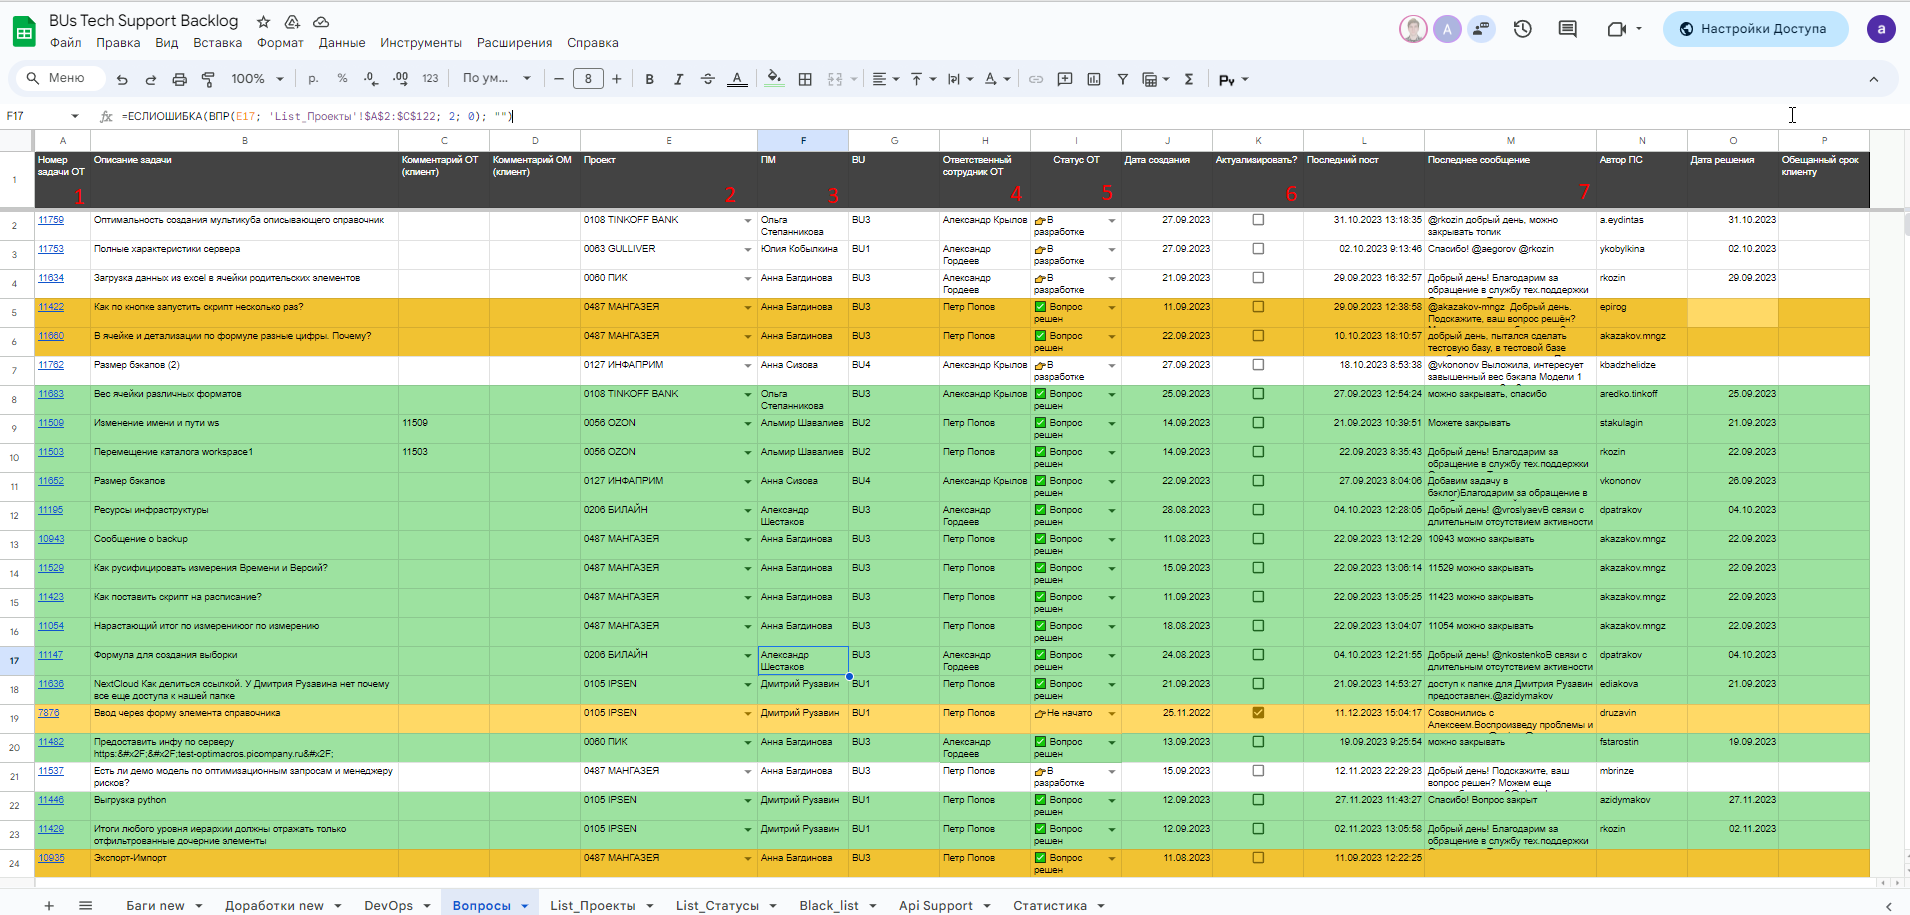 BUs Tech Support Backlog
Файл Правка Вид Вставка Формат Данные Инструменты Расширения Справка
A
Настройки Доступа
a
Меню 100% р. % .0 .00 123 По ум... 8 B I S A Σ Py
F17 fx =ЕСЛИОШИБКА(ВПР(E17; 'List_Проекты'!$A$2:$C$122; 2; 0); "")
A B C D E F G H I J K L M N O P
1 Номер задачи ОТ Описание задачи Комментарий ОТ (клиент) Комментарий ОМ (клиент) Проект ПМ BU Ответственный сотрудник ОТ Статус ОТ Дата создания Актуализировать? Последний пост Последнее сообщение Автор ПС Дата решения Обещанный срок клиенту
1 2 3 4 5 6 7
2 11759 Оптимальность создания мультикуба описывающего справочник 0108 TINKOFF BANK Ольга Степанникова BU3 Александр Крылов 👉В разработке 27.09.2023 31.10.2023 13:18:35 @rkozin добрый день, можно закрывать топик a.eydintas 31.10.2023
3 11753 Полные характеристики сервера 0063 GULLIVER Юлия Кобылкина BU1 Александр Гордеев 👉В разработке 27.09.2023 02.10.2023 9:13:46 Спасибо! @aegorov @rkozin ykobylkina 02.10.2023
4 11634 Загрузка данных из excel в ячейки родительских элементов 0060 ПИК Анна Багдинова BU3 Александр Гордеев 👉В разработке 21.09.2023 29.09.2023 16:32:57 Добрый день! Благодарим за обращение в службу тех.поддержки rkozin 29.09.2023
5 11422 Как по кнопке запустить скрипт несколько раз? 0487 МАНГАЗЕЯ Анна Багдинова BU3 Петр Попов ✅ Вопрос решен 11.09.2023 29.09.2023 12:38:58 @akazakov-mngz Добрый день. Подскажите, ваш вопрос решён? epirog
6 11660 В ячейке и детализации по формуле разные цифры. Почему? 0487 МАНГАЗЕЯ Анна Багдинова BU3 Петр Попов ✅ Вопрос решен 22.09.2023 10.10.2023 18:10:57 добрый день, пытался сделать тестовую базу, в тестовой базе akazakov.mngz
7 11762 Размер бэкапов (2) 0127 ИНФАПРИМ Анна Сизова BU4 Александр Крылов 👉В разработке 27.09.2023 18.10.2023 8:53:38 @vkononov Выложила, интересует завышенный вес бэкапа Модели 1 kbadzhelidze
8 11683 Вес ячейки различных форматов 0108 TINKOFF BANK Ольга Степанникова BU3 Александр Крылов ✅ Вопрос решен 25.09.2023 27.09.2023 12:54:24 можно закрывать, спасибо aredko.tinkoff 25.09.2023
9 11509 Изменение имени и пути ws 11509 0056 OZON Альмир Шавалиев BU2 Петр Попов ✅ Вопрос решен 14.09.2023 21.09.2023 10:39:51 Можете закрывать stakulagin 21.09.2023
10 11503 Перемещение каталога workspace1 11503 0056 OZON Альмир Шавалиев BU2 Петр Попов ✅ Вопрос решен 14.09.2023 22.09.2023 8:35:43 Добрый день! Благодарим за обращение в службу тех.поддержки rkozin 22.09.2023
11 11652 Размер бэкапов 0127 ИНФАПРИМ Анна Сизова BU4 Александр Крылов ✅ Вопрос решен 22.09.2023 27.09.2023 8:04:06 Добавим задачу в бэклог)Благодарим за обращение в vkononov 26.09.2023
12 11195 Ресурсы инфраструктуры 0206 БИЛАЙН Александр Шестаков BU3 Александр Гордеев ✅ Вопрос решен 28.08.2023 04.10.2023 12:28:05 Добрый день! @vroslyaevВ связи с длительным отсутствием активности dpatrakov 04.10.2023
13 10943 Сообщение о backup 0487 МАНГАЗЕЯ Анна Багдинова BU3 Петр Попов ✅ Вопрос решен 11.08.2023 22.09.2023 13:12:29 10943 можно закрывать akazakov.mngz 22.09.2023
14 11529 Как русифицировать измерения Времени и Версий? 0487 МАНГАЗЕЯ Анна Багдинова BU3 Петр Попов ✅ Вопрос решен 15.09.2023 22.09.2023 13:06:14 11529 можно закрывать akazakov.mngz 22.09.2023
15 11423 Как поставить скрипт на расписание? 0487 МАНГАЗЕЯ Анна Багдинова BU3 Петр Попов ✅ Вопрос решен 11.09.2023 22.09.2023 13:05:25 11423 можно закрывать akazakov.mngz 22.09.2023
16 11054 Нарастающий итог по измерениюог по измерению 0487 МАНГАЗЕЯ Анна Багдинова BU3 Петр Попов ✅ Вопрос решен 18.08.2023 22.09.2023 13:04:07 11054 можно закрывать akazakov.mngz 22.09.2023
17 11147 Формула для создания выборки 0206 БИЛАЙН Александр Шестаков BU3 Александр Гордеев ✅ Вопрос решен 24.08.2023 04.10.2023 12:21:55 Добрый день! @nkostenkoВ связи с длительным отсутствием активности dpatrakov 04.10.2023
18 11636 NextCloud Как делиться ссылкой. У Дмитрия Рузавина нет почему все еще доступа к нашей папке 0105 IPSEN Дмитрий Рузавин BU1 Петр Попов ✅ Вопрос решен 21.09.2023 21.09.2023 14:53:27 доступ к папке для Дмитрия Рузавин предоставлен.@azidymakov ediakova 21.09.2023
19 7876 Ввод через форму элемента справочника 0105 IPSEN Дмитрий Рузавин BU1 Петр Попов 👉Не начато 25.11.2022 11.12.2023 15:04:17 Созвонились с Алексеем.Воспроизведу проблемы и druzavin
20 11482 Предоставить инфу по серверу https:&#x2F;&#x2F;test-optimacros.picompany.ru&#x2F; 0060 ПИК Анна Багдинова BU3 Александр Гордеев ✅ Вопрос решен 13.09.2023 19.09.2023 9:25:54 можно закрывать fstarostin 19.09.2023
21 11537 Есть ли демо модель по оптимизационным запросам и менеджеру рисков? 0487 МАНГАЗЕЯ Анна Багдинова BU3 Петр Попов 👉В разработке 15.09.2023 12.11.2023 22:29:23 Добрый день! Подскажите, ваш вопрос решен? Можем еще mbrinze
22 11446 Выгрузка python 0105 IPSEN Дмитрий Рузавин BU1 Петр Попов ✅ Вопрос решен 12.09.2023 27.11.2023 11:43:27 Спасибо! Вопрос закрыт azidymakov 27.11.2023
23 11429 Итоги любого уровня иерархии должны отражать только отфильтрованные дочерние элементы 0105 IPSEN Дмитрий Рузавин BU1 Петр Попов ✅ Вопрос решен 12.09.2023 02.11.2023 13:05:58 Добрый день! Благодарим за обращение в службу тех.поддержки rkozin 02.11.2023
24 10935 Экспорт-Импорт 0487 МАНГАЗЕЯ Анна Багдинова BU3 Петр Попов ✅ Вопрос решен 11.08.2023 11.09.2023 12:22:25
Баги new Доработки new DevOps Вопросы List_Проекты List_Статусы Black_list Api Support Статистика